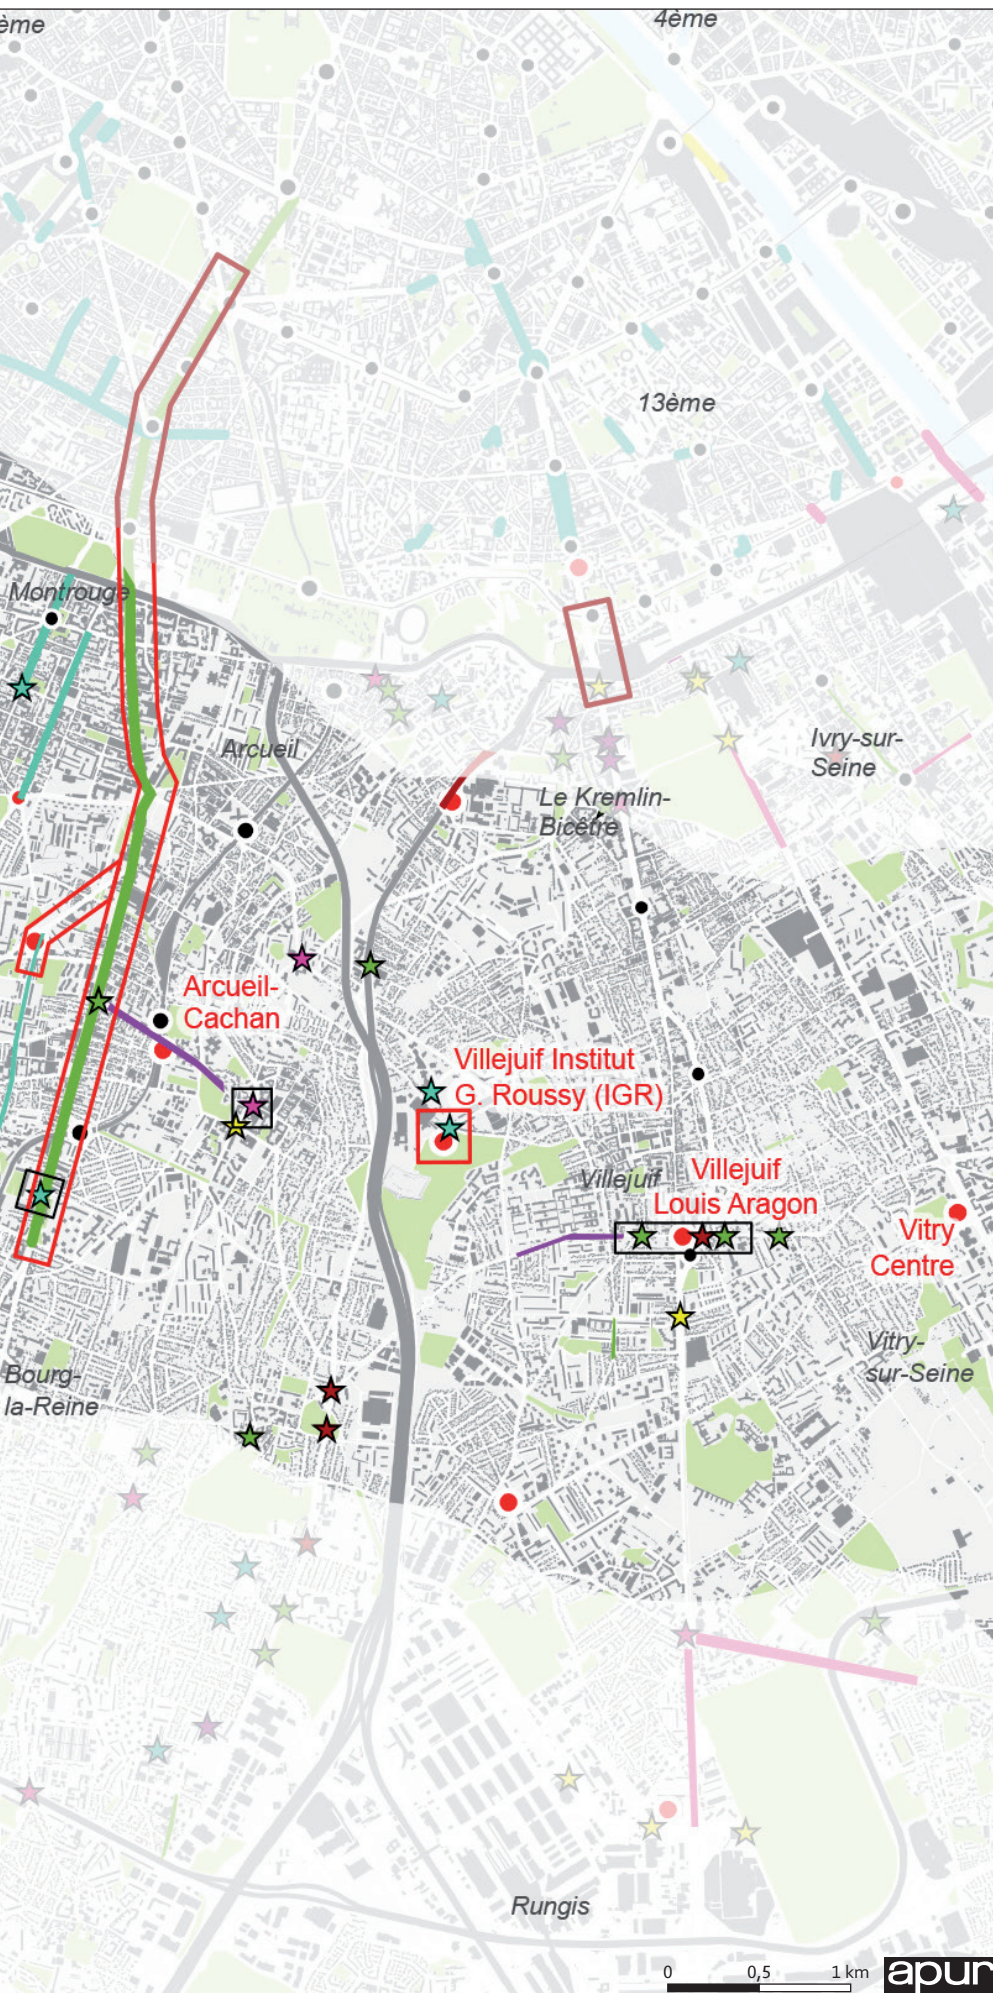 ème
4ème
13ème
Montrouge
Arcueil
Ivry-sur-
Seine
Le Kremlin-
Bicêtre
Arcueil-
Cachan
Villejuif Institut
G. Roussy (IGR)
Villejuif
Villejuif
Louis Aragon
Vitry
Centre
Vitry-
sur-Seine
Bourg-
la-Reine
Rungis
0 0,5 1 km
apur